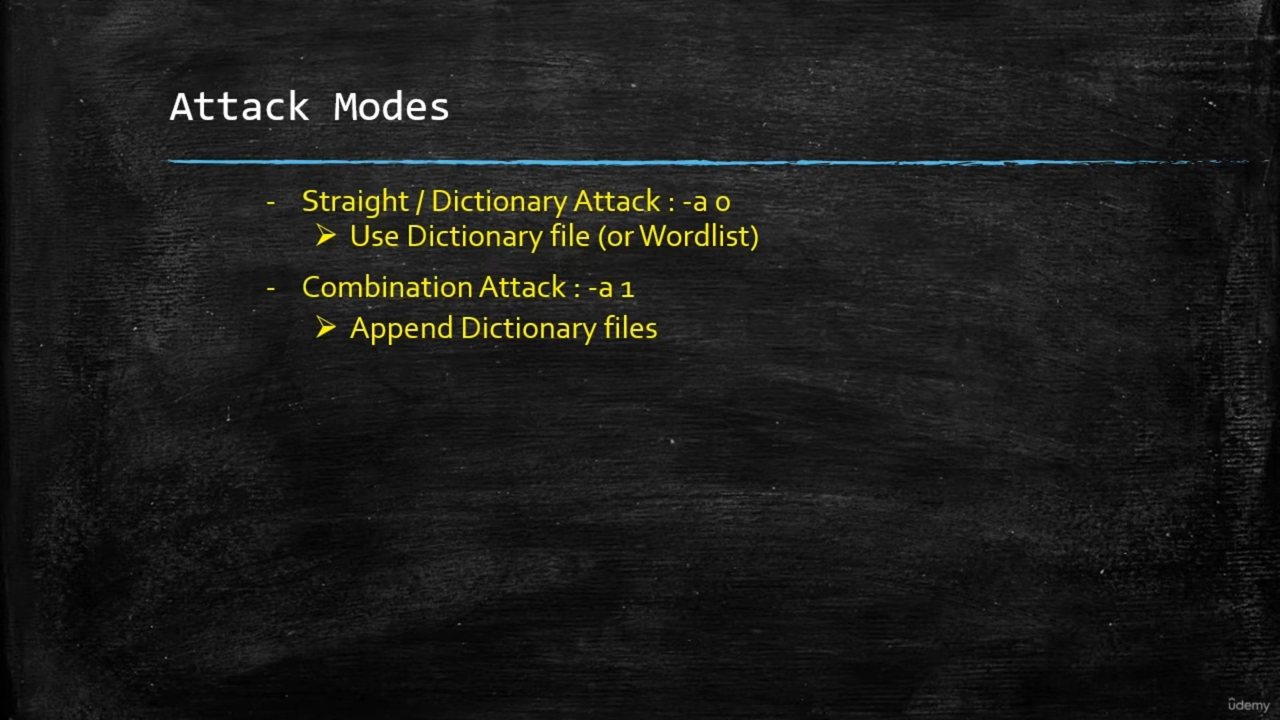 Attack Modes
- Straight / Dictionary Attack : -a 0
➢ Use Dictionary file (or Wordlist)
- Combination Attack : -a 1
➢ Append Dictionary files
ûdemy